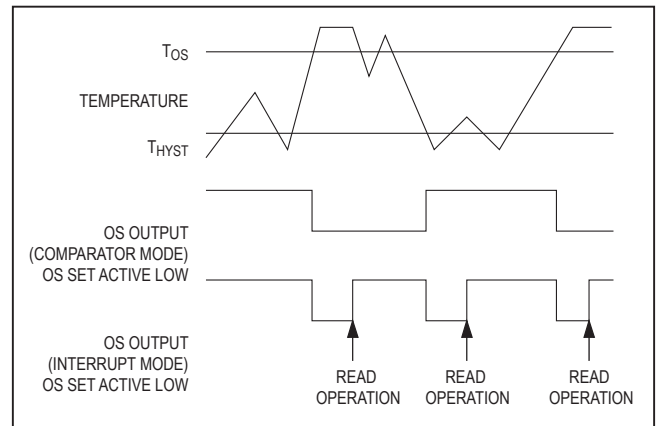 TOS
TEMPERATURE
THYST
OS OUTPUT
(COMPARATOR MODE)
OS SET ACTIVE LOW
OS OUTPUT
(INTERRUPT MODE)
OS SET ACTIVE LOW
READ
OPERATION
READ
OPERATION
READ
OPERATION